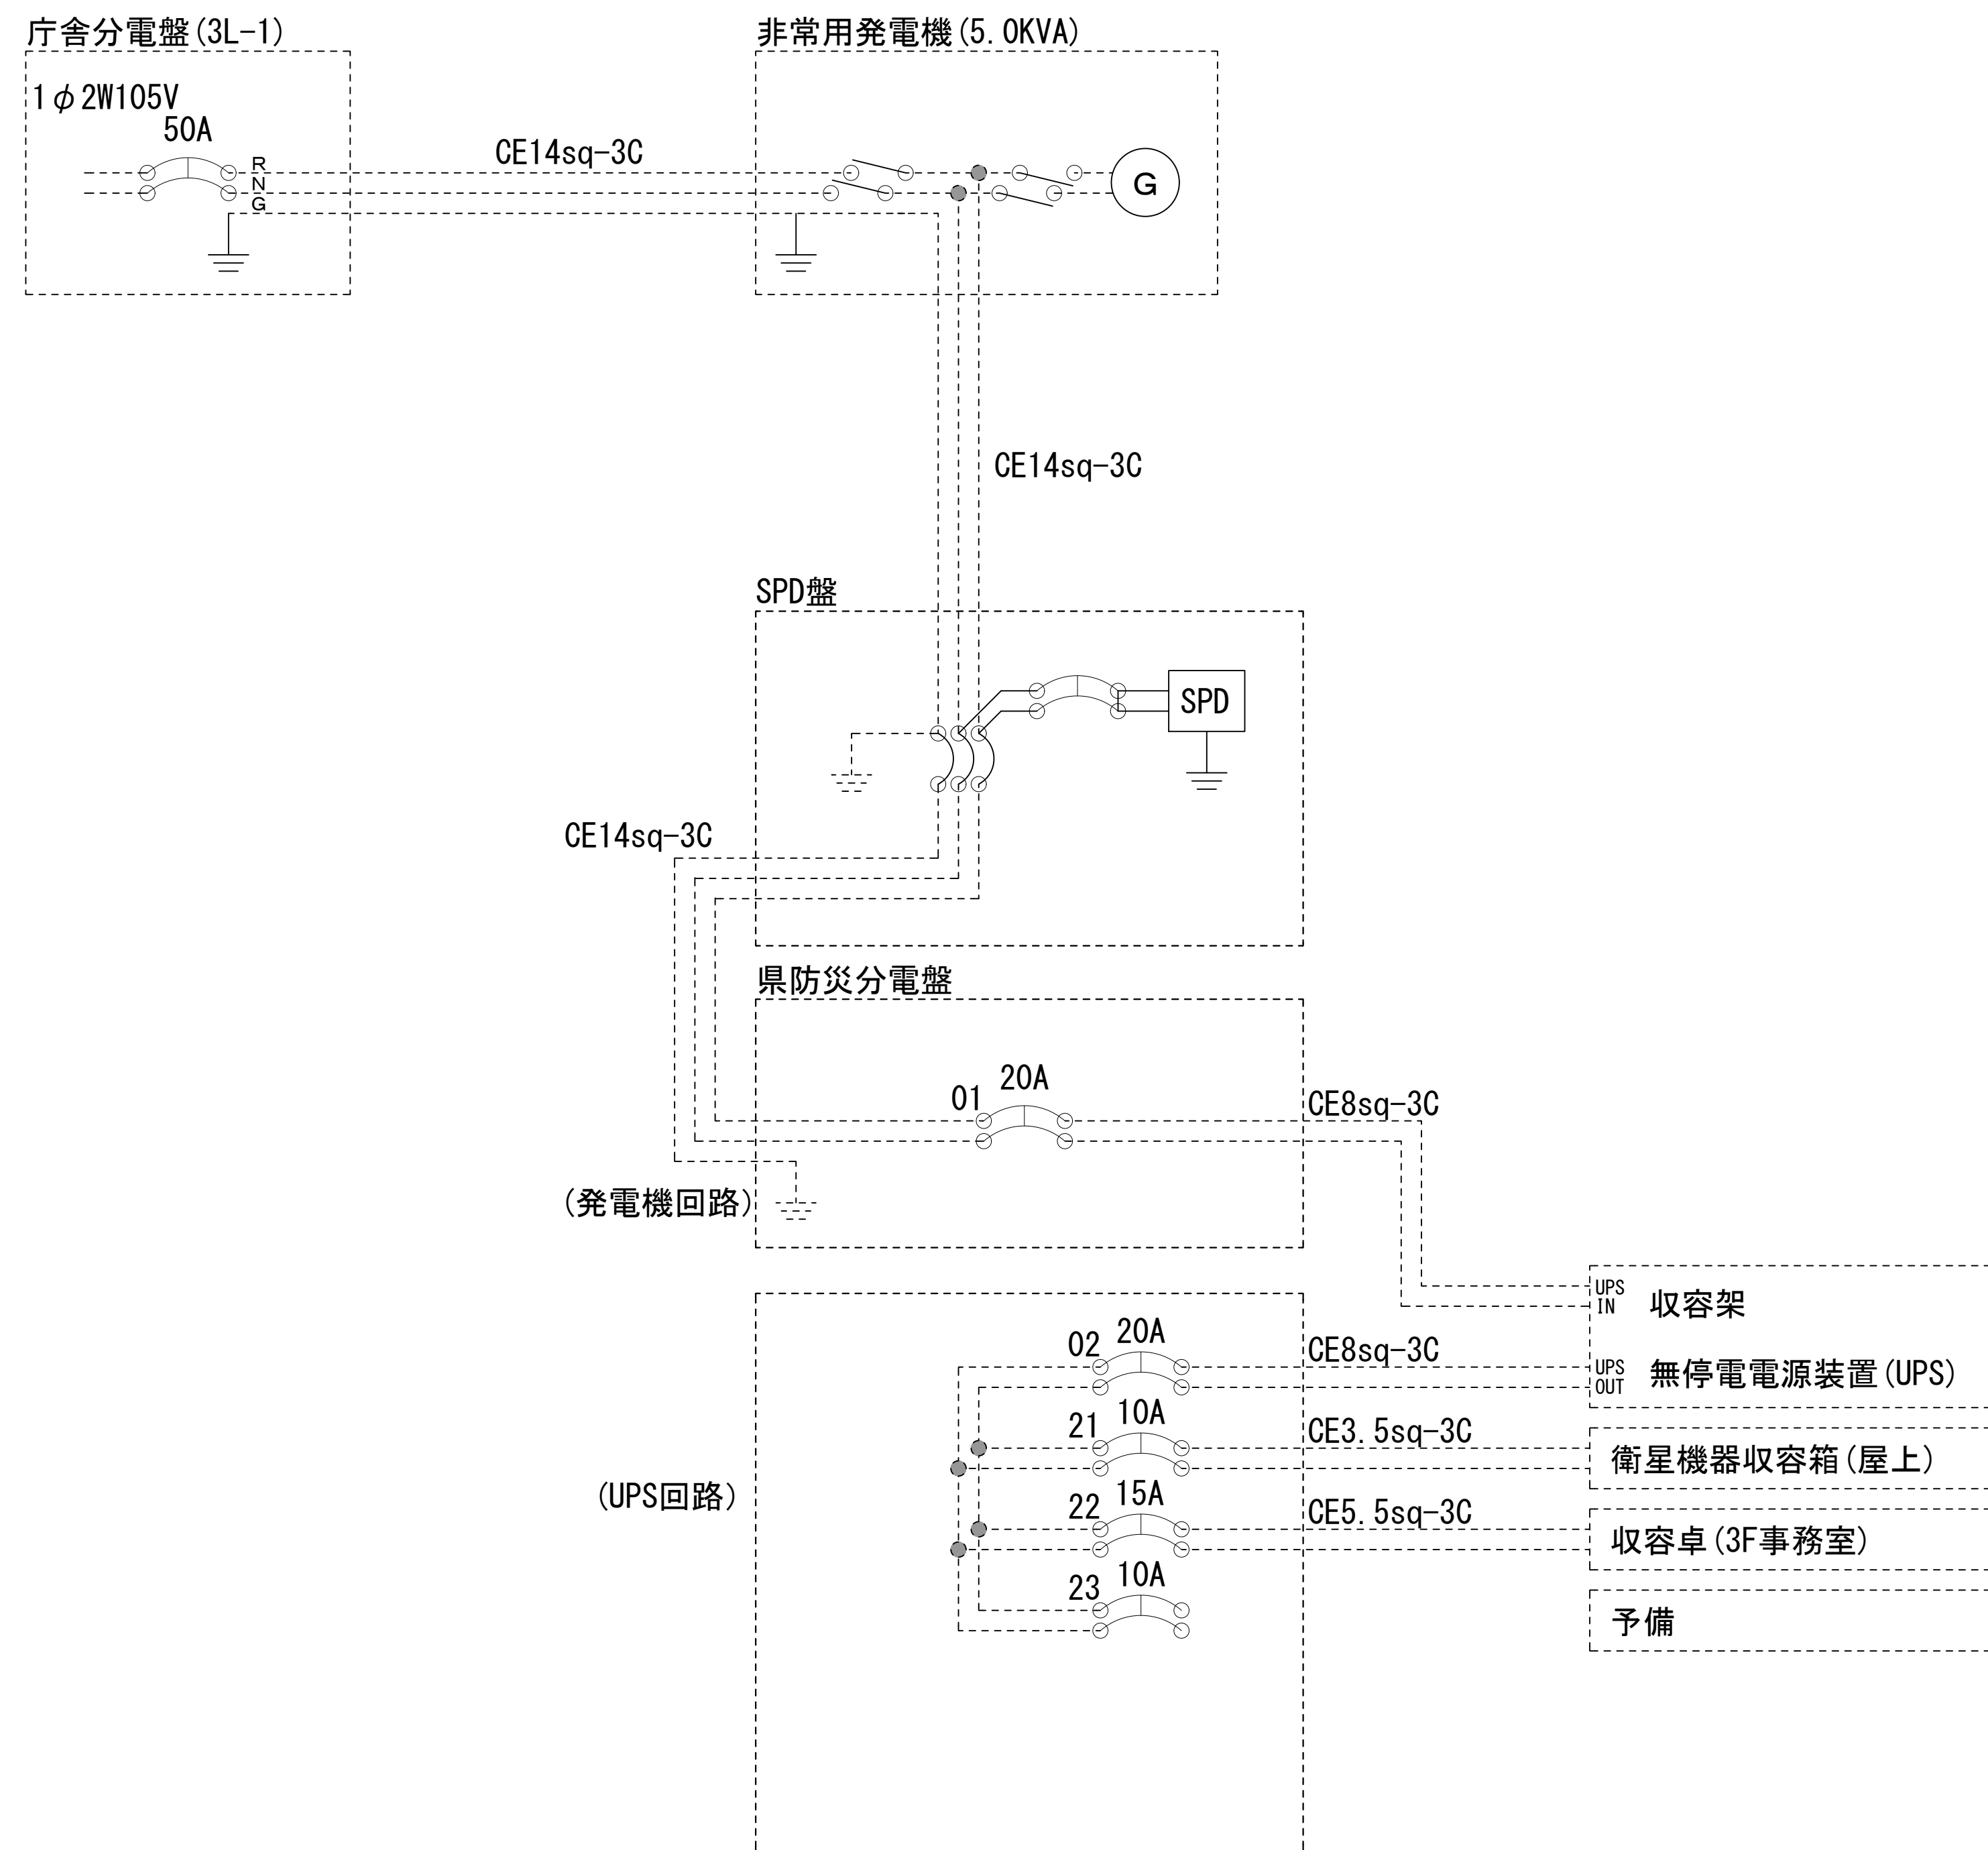 庁舎分電盤(3L-1)
非常用発電機(5.0KVA)
1φ2W105V
50A
R
N
G
CE14sq-3C
G
CE14sq-3C
SPD盤
SPD
CE14sq-3C
県防災分電盤
01 20A
CE8sq-3C
(発電機回路)
UPS
IN
収容架
02 20A
CE8sq-3C
UPS
OUT
無停電電源装置(UPS)
21 10A
CE3.5sq-3C
衛星機器収容箱(屋上)
(UPS回路)
22 15A
CE5.5sq-3C
収容卓(3F事務室)
23 10A
予備